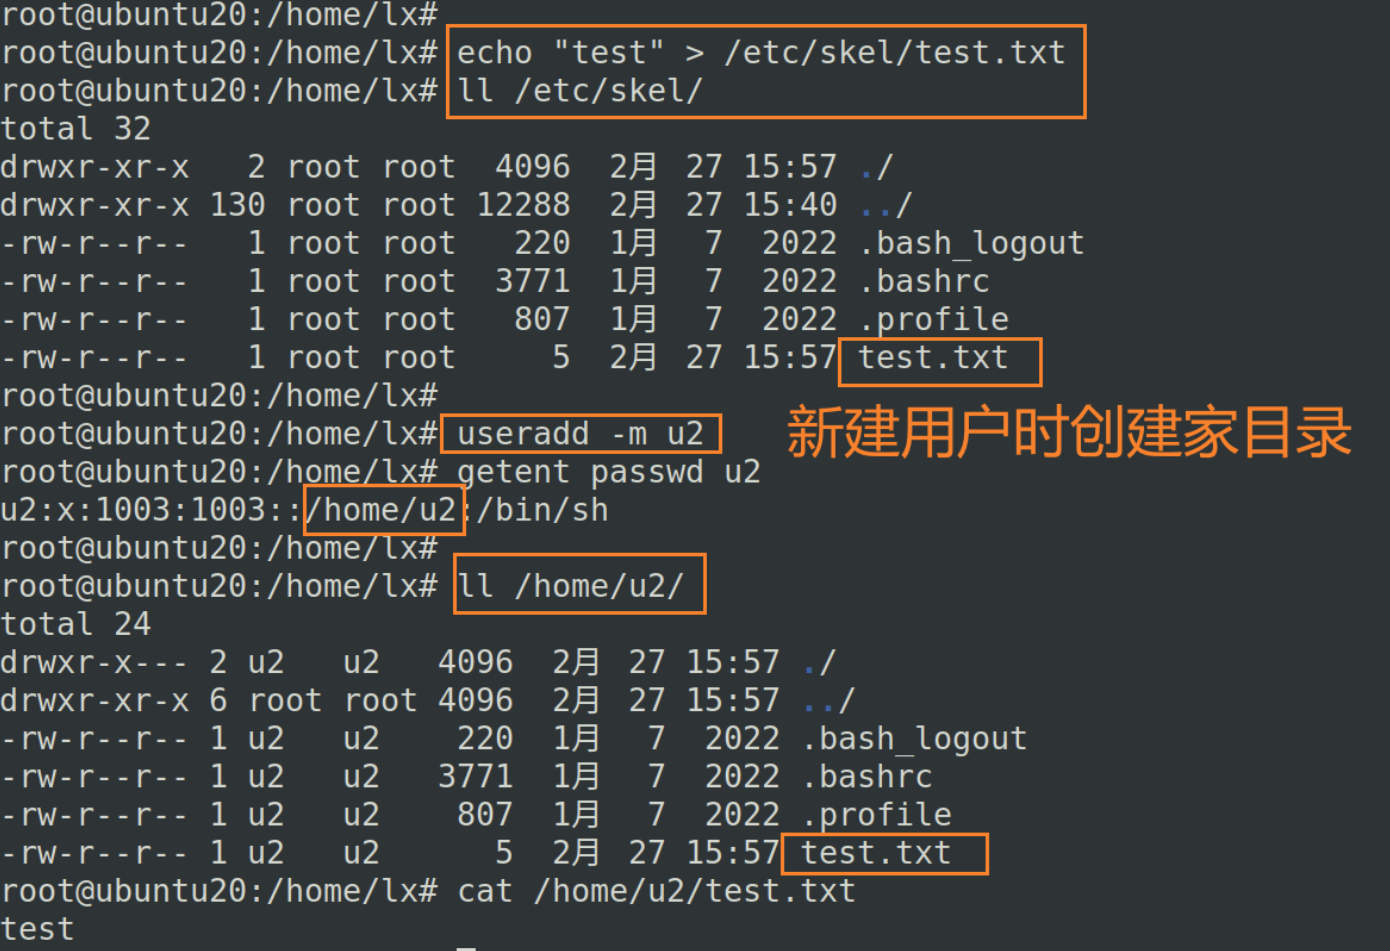 root@ubuntu20:/home/lx#
root@ubuntu20:/home/lx# echo "test" > /etc/skel/test.txt
root@ubuntu20:/home/lx# ll /etc/skel/
total 32
drwxr-xr-x   2 root root  4096  2月  27 15:57 ./
drwxr-xr-x 130 root root 12288  2月  27 15:40 ../
-rw-r--r--   1 root root   220  1月   7  2022 .bash_logout
-rw-r--r--   1 root root  3771  1月   7  2022 .bashrc
-rw-r--r--   1 root root   807  1月   7  2022 .profile
-rw-r--r--   1 root root     5  2月  27 15:57 test.txt
root@ubuntu20:/home/lx#
root@ubuntu20:/home/lx# useradd -m u2
新建用户时创建家目录
root@ubuntu20:/home/lx# getent passwd u2
u2:x:1003:1003::/home/u2:/bin/sh
root@ubuntu20:/home/lx#
root@ubuntu20:/home/lx# ll /home/u2/
total 24
drwxr-x--- 2 u2   u2   4096  2月  27 15:57 ./
drwxr-xr-x 6 root root 4096  2月  27 15:57 ../
-rw-r--r-- 1 u2   u2    220  1月   7  2022 .bash_logout
-rw-r--r-- 1 u2   u2   3771  1月   7  2022 .bashrc
-rw-r--r-- 1 u2   u2    807  1月   7  2022 .profile
-rw-r--r-- 1 u2   u2      5  2月  27 15:57 test.txt
root@ubuntu20:/home/lx# cat /home/u2/test.txt
test